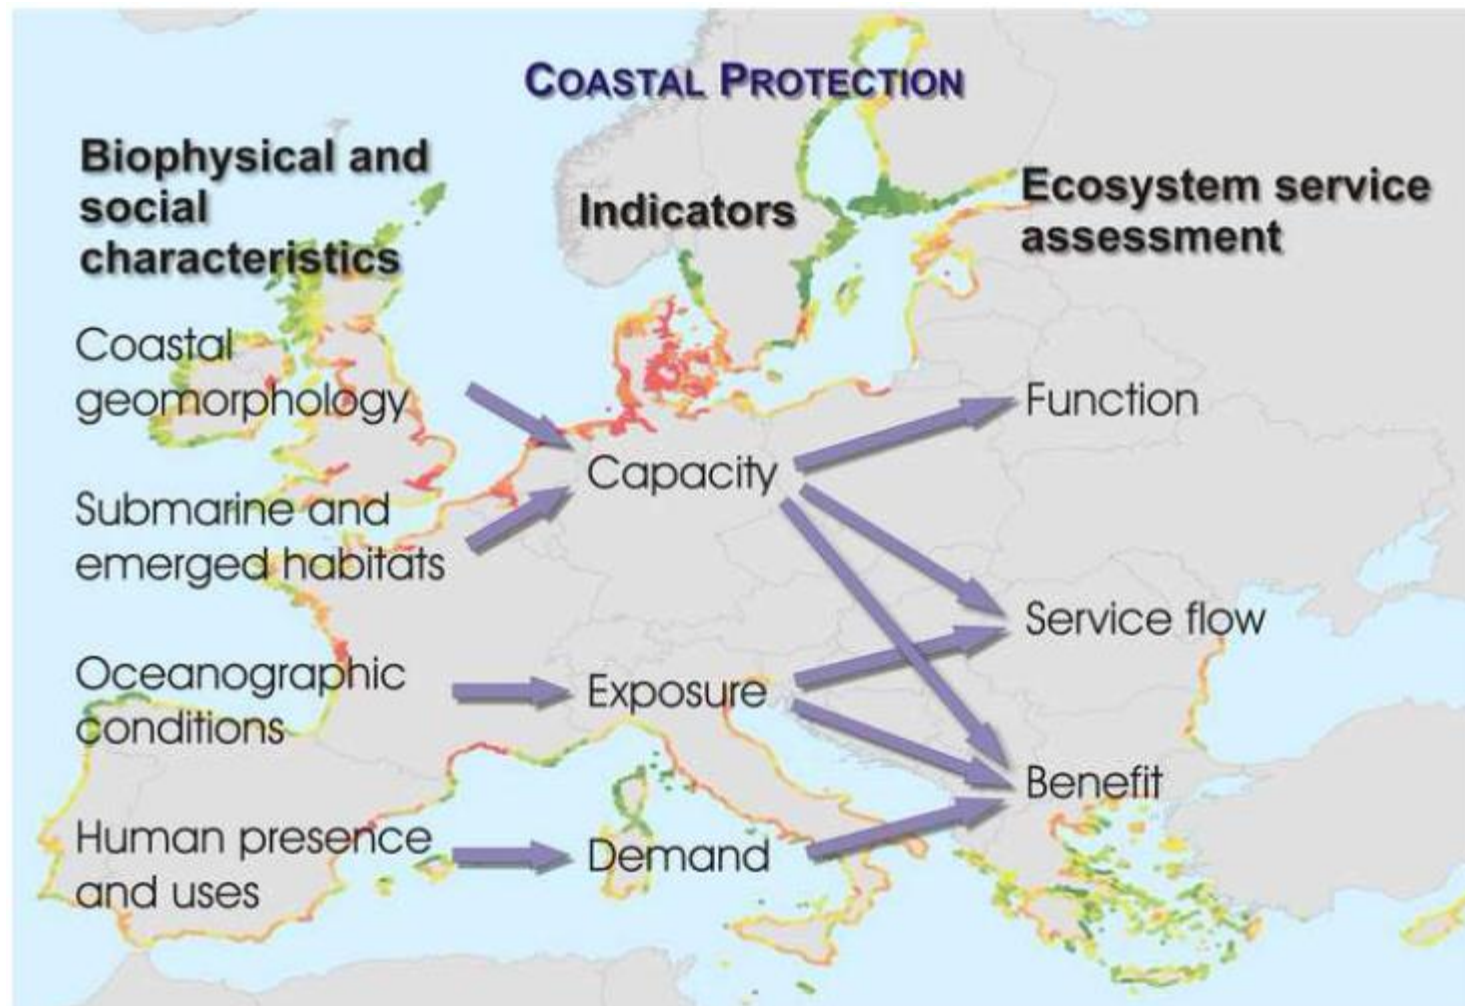 COASTAL PROTECTION
Biophysical and
social
characteristics
Coastal
geomorphology
Submarine and
emerged habitats
Oceanographic
conditions
Human presence
and uses
Indicators
Capacity
Exposure
Demand
Ecosystem service
assessment
Function
Service flow
Benefit